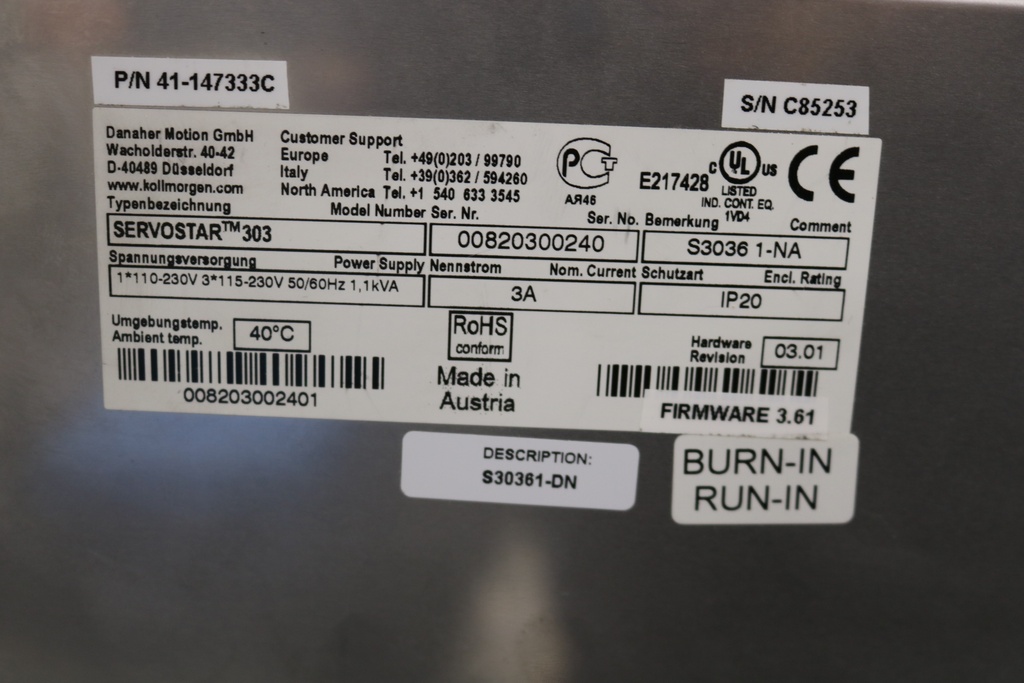 P/N 41-147333C
S/N C85253
Danaher Motion GmbH
Wacholderstr. 40-42
D-40489 Düsseldorf
www.kollmorgen.com
Customer Support
Europe Tel. +49(0)203 / 99790
Italy Tel. +39(0)362 / 594260
North America Tel. +1 540 633 3545
PCT
АЯ46
E217428
C UL US
LISTED
IND. CONT. EQ.
1VD4
CE
Typenbezeichnung Model Number Ser. Nr. Ser. No. Bemerkung Comment
SERVOSTAR™303 00820300240 S3036 1-NA
Spannungsversorgung Power Supply Nennstrom Nom. Current Schutzart Encl. Rating
1*110-230V 3*115-230V 50/60Hz 1,1kVA 3A IP20
Umgebungstemp.
Ambient temp.
40°C
RoHS
conform
Hardware
Revision
03.01
008203002401
Made in
Austria
FIRMWARE 3.61
DESCRIPTION:
S30361-DN
BURN-IN
RUN-IN